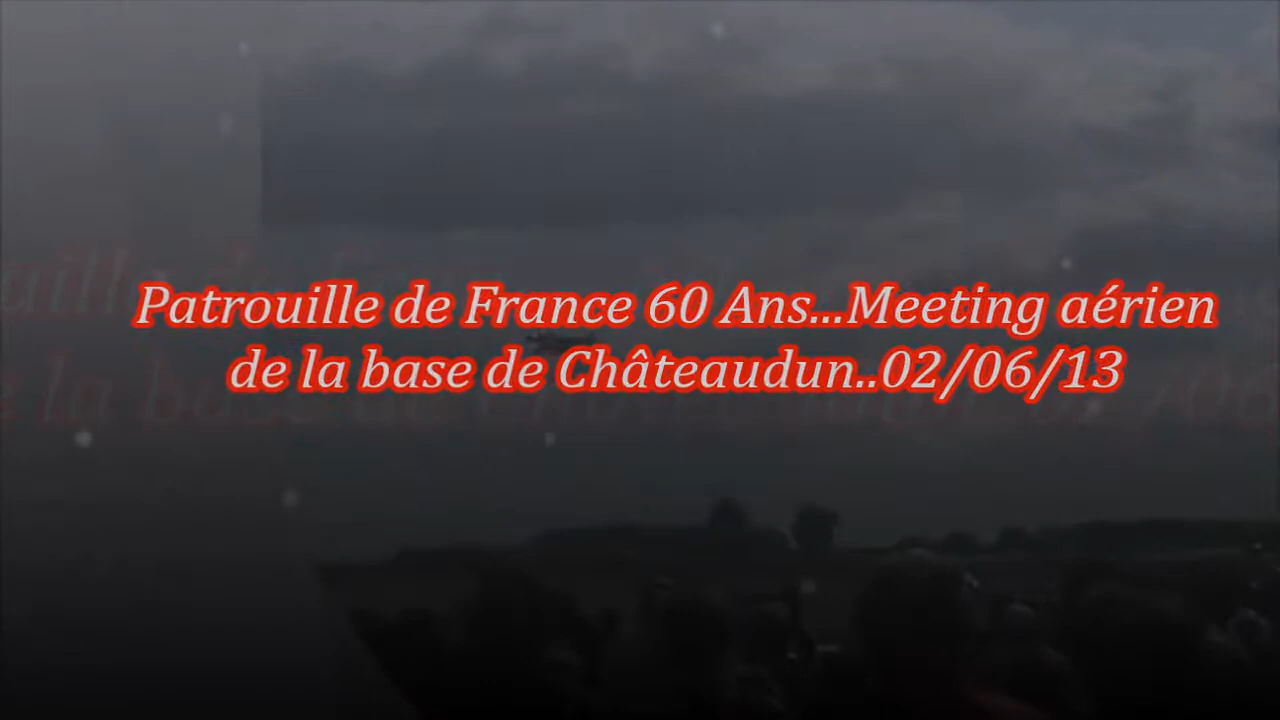 Patrouille de France 60 Ans...Meeting aérien
de la base de Châteaudun..02/06/13